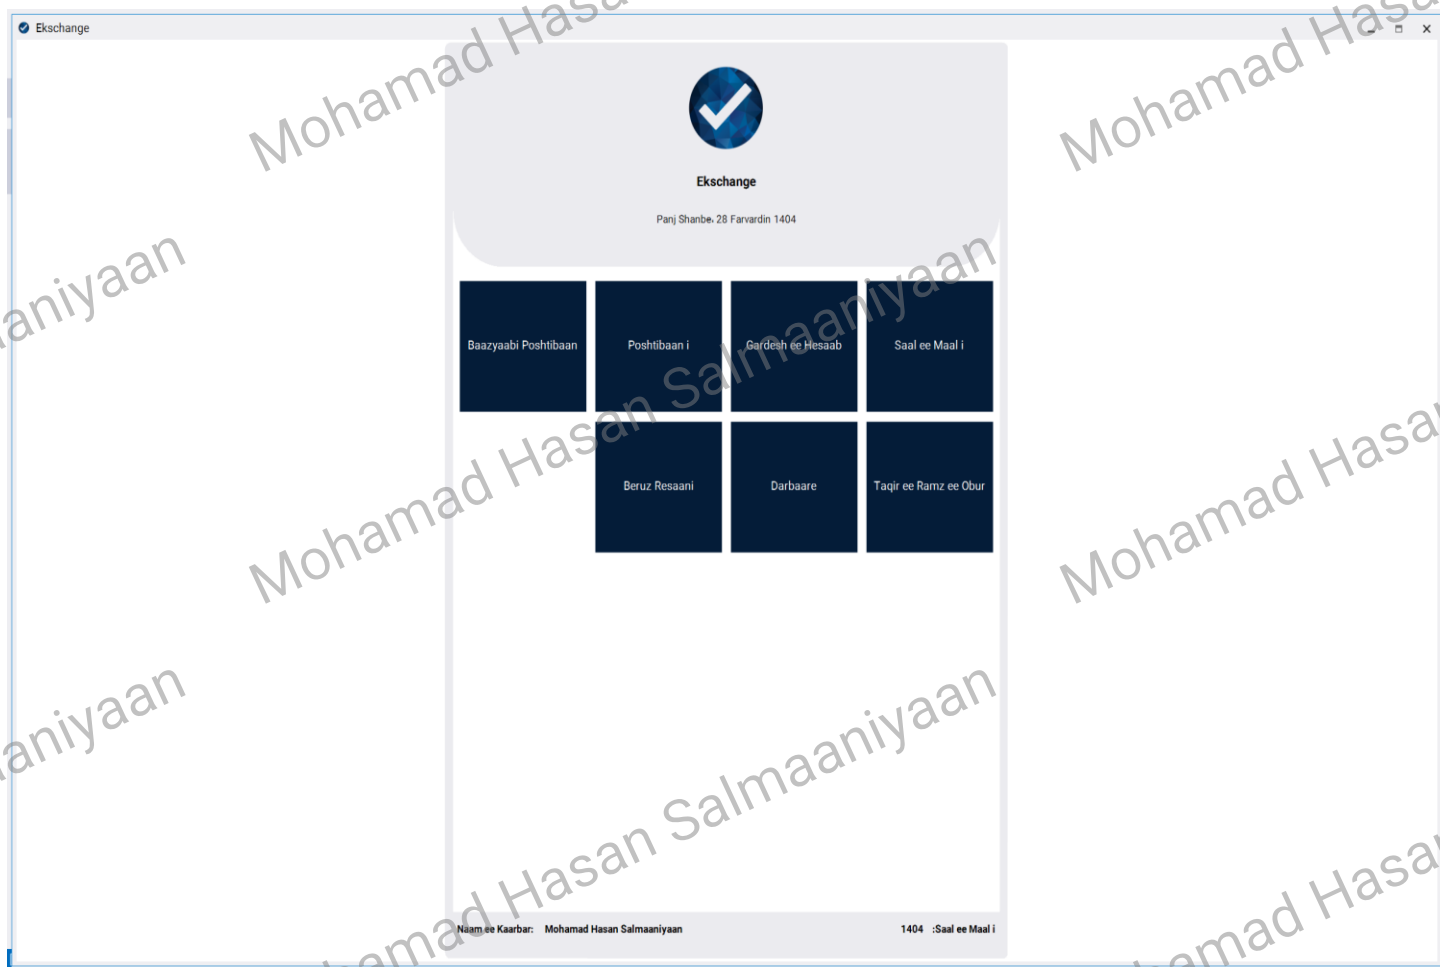 Ekschange
Ekschange
Panj Shanbe، 28 Farvardin 1404
Baazyaabi Poshtibaan
Poshtibaan i
Gardesh ee Hesaab
Saal ee Maal i
Beruz Resaani
Darbaare
Taqir ee Ramz ee Obur
Naam ee Kaarbar: Mohamad Hasan Salmaaniyaan
1404 :Saal ee Maal i
Mohamad Hasan Salmaaniyaan